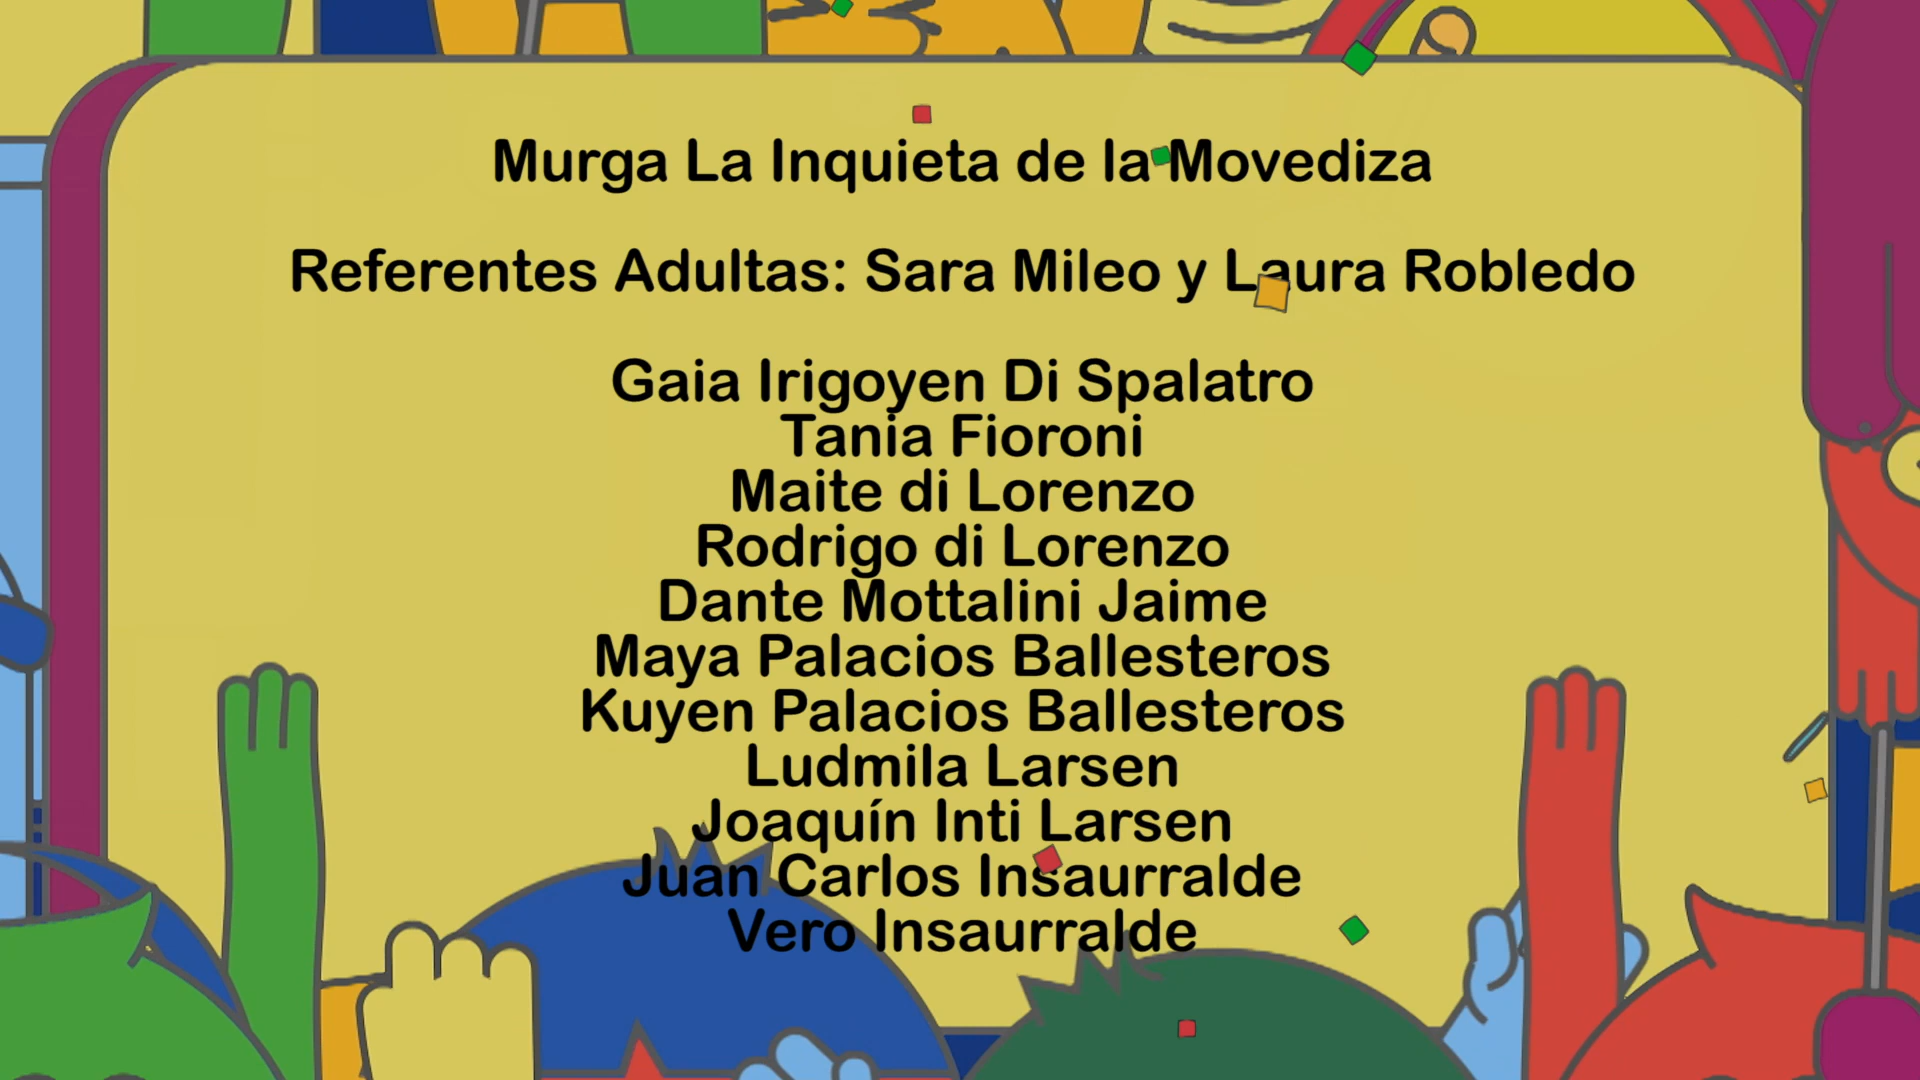 Murga La Inquieta de la Movediza
Referentes Adultas: Sara Mileo y Laura Robledo
Gaia Irigoyen Di Spalatro
Tania Fioroni
Maite di Lorenzo
Rodrigo di Lorenzo
Dante Mottalini Jaime
Maya Palacios Ballesteros
Kuyen Palacios Ballesteros
Ludmila Larsen
Joaquín Inti Larsen
Juan Carlos Insaurralde
Vero Insaurralde